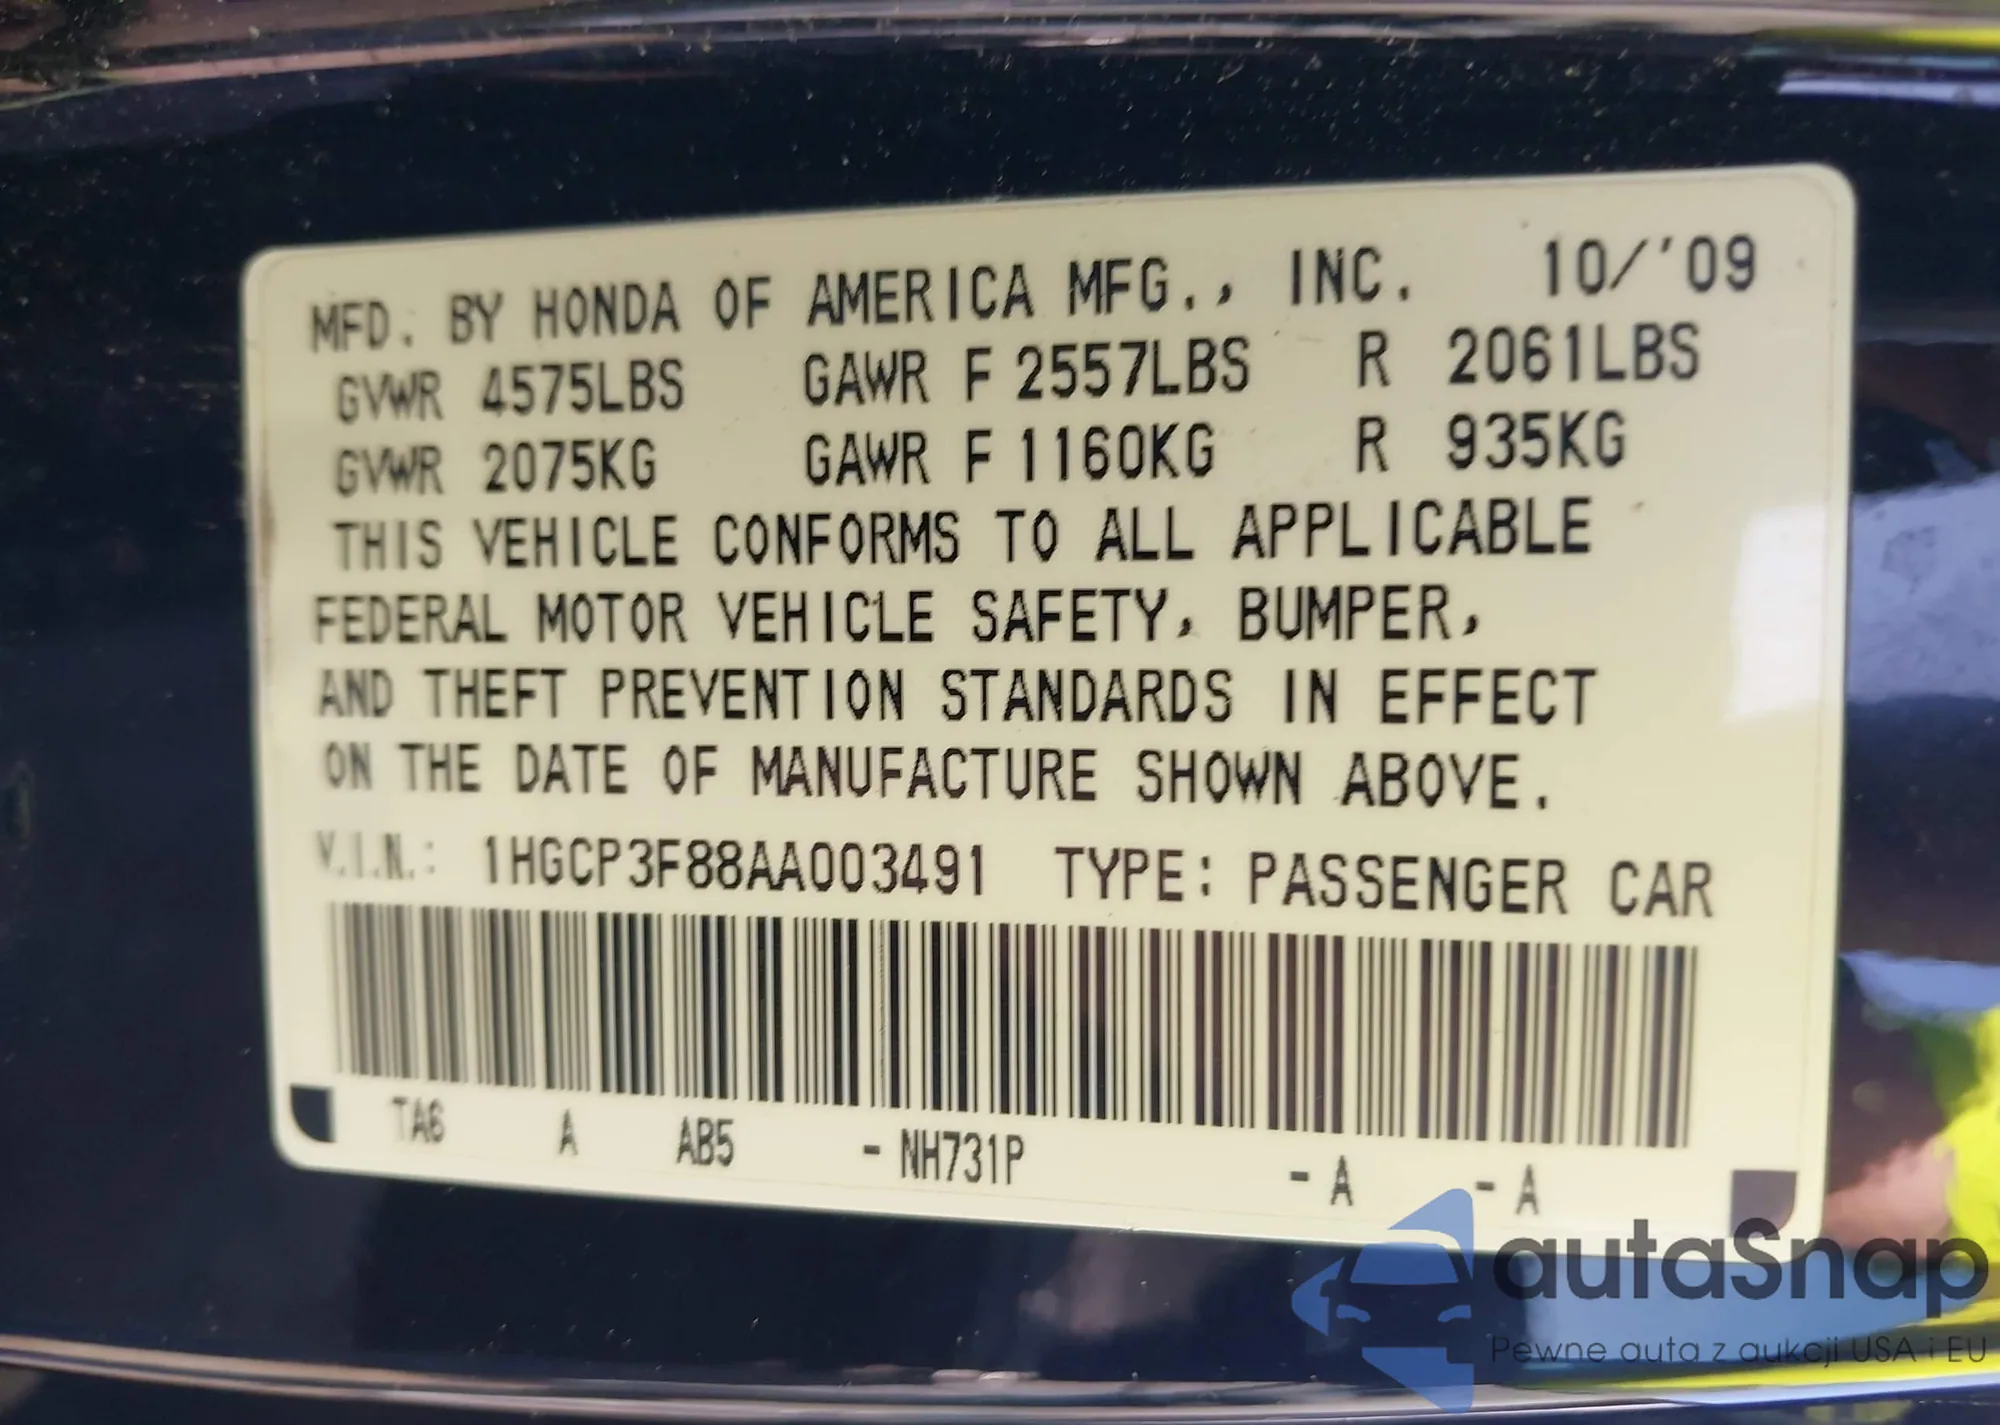 MFD. BY HONDA OF AMERICA MFG., INC. 10/'09
GVWR 4575LBS GAWR F 2557LBS R 2061LBS
GVWR 2075KG GAWR F 1160KG R 935KG
THIS VEHICLE CONFORMS TO ALL APPLICABLE
FEDERAL MOTOR VEHICLE SAFETY, BUMPER,
AND THEFT PREVENTION STANDARDS IN EFFECT
ON THE DATE OF MANUFACTURE SHOWN ABOVE.
V.I.N.: 1HGCP3F88AA003491 TYPE: PASSENGER CAR
TA6 A AB5 - NH731P - A - A
autaSnap
Pewne auta z aukcji USA i EU